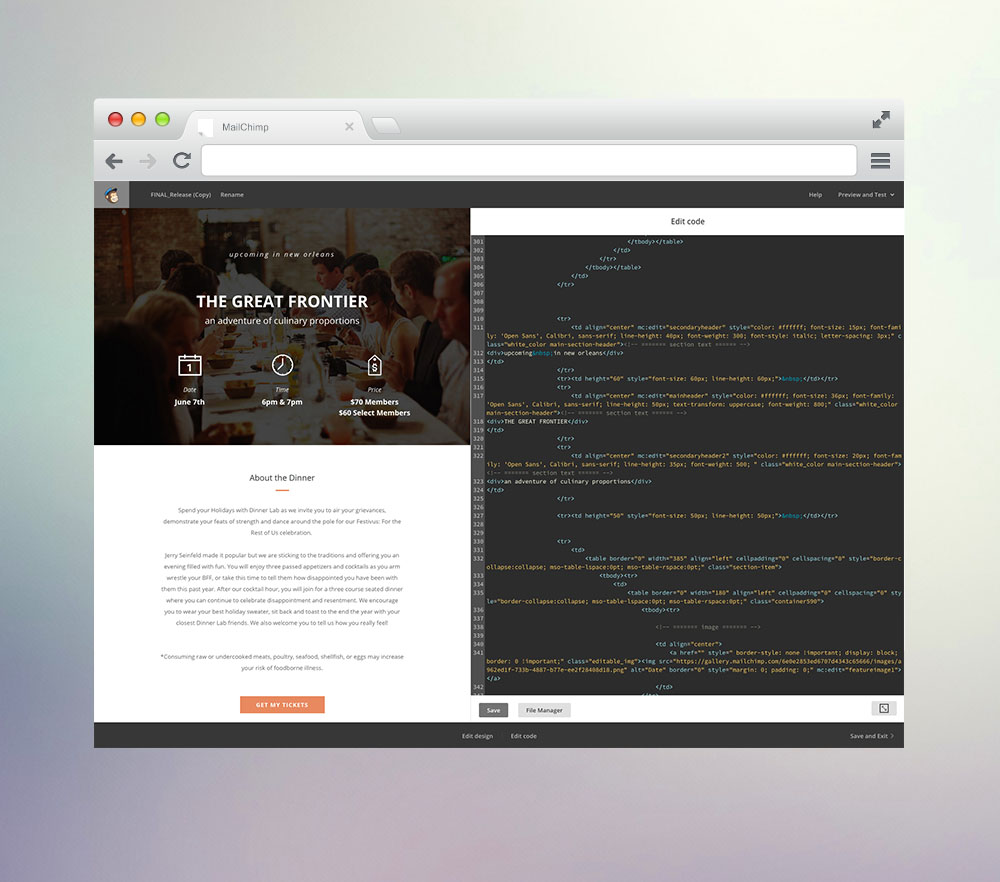 MailChimp
FINAL_Release (Copy) Rename
Help Preview and Test
upcoming in new orleans
THE GREAT FRONTIER
an adventure of culinary proportions
1
$
Date
Time
Price
June 7th
6pm & 7pm
$70 Members
$60 Select Members
About the Dinner
Spend your Holidays with Dinner Lab as we invite you to air your grievances,
demonstrate your feats of strength and dance around the pole for our Festivus: For the
Rest of Us celebration.
Jerry Seinfeld made it popular but we are sticking to the traditions and offering you an
evening filled with fun. You will enjoy three passed appetizers and cocktails as you arm
wrestle your BFF, or take this time to tell them how disappointed you have been with
them this past year. After our cocktail hour, you will join for a three course seated dinner
where you can continue to celebrate disappointment and resentment. We encourage
you to wear your best holiday sweater, sit back and toast to the end the year with your
closest Dinner Lab friends. We also welcome you to tell us how you really feel!
*Consuming raw or undercooked meats, poultry, seafood, shellfish, or eggs may increase
your risk of foodborne illness.
GET MY TICKETS
Edit code
301 </tbody></table>
302 </td>
303 </tr>
304 </tbody></table>
305 </td>
306 </tr>
307
308
309
310 <tr>
311 <td align="center" mc:edit="secondaryheader" style="color: #ffffff; font-size: 15px; font-fam
ily: 'Open Sans', Calibri, sans-serif; line-height: 40px; font-weight: 300; font-style: italic; letter-spacing: 3px;" c
lass="white_color main-section-header"><!-- ======= section text ====== -->
312 <div>upcoming&nbsp;in new orleans</div>
313 </td>
314 </tr>
315 <tr><td height="60" style="font-size: 60px; line-height: 60px;">&nbsp;</td></tr>
316 <tr>
317 <td align="center" mc:edit="mainheader" style="color: #ffffff; font-size: 36px; font-family:
'Open Sans', Calibri, sans-serif; line-height: 50px; text-transform: uppercase; font-weight: 800;" class="white_color
main-section-header"><!-- ======= section text ====== -->
318 <div>THE GREAT FRONTIER</div>
319 </td>
320 </tr>
321 <tr>
322 <td align="center" mc:edit="secondaryheader2" style="color: #ffffff; font-size: 20px; font-fam
ily: 'Open Sans', Calibri, sans-serif; line-height: 35px; font-weight: 500; " class="white_color main-section-header">
<!-- ======= section text ====== -->
323 <div>an adventure of culinary proportions</div>
324 </td>
325 </tr>
326
327 <tr><td height="50" style="font-size: 50px; line-height: 50px;">&nbsp;</td></tr>
328
329
330 <tr>
331 <td>
332 <table border="0" width="385" align="left" cellpadding="0" cellspacing="0" style="border-c
ollapse:collapse; mso-table-lspace:0pt; mso-table-rspace:0pt;" class="section-item">
333 <tbody><tr>
334 <td>
335 <table border="0" width="180" align="left" cellpadding="0" cellspacing="0" sty
le="border-collapse:collapse; mso-table-lspace:0pt; mso-table-rspace:0pt;" class="container590">
336 <tbody><tr>
337
338 <!-- ======= image ======= -->
339
340 <td align="center">
341 <a href="" style=" border-style: none !important; display: block;
border: 0 !important;" class="editable_img"><img src="https://gallery.mailchimp.com/6e0e2853ed6707d4343c65666/images/a
962ed1f-733b-4887-b77e-ee2f28408d18.png" alt="Date" border="0" style="margin: 0; padding: 0;" mc:edit="featureimage1">
</a>
342 </td>
Save File Manager
Edit design Edit code
Save and Exit